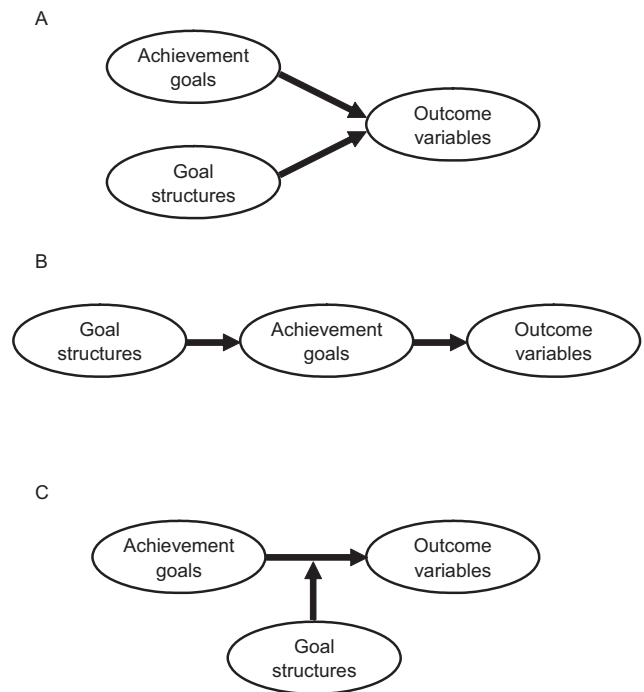 A
Achievement
goals
Outcome
variables
Goal
structures
B
Goal
structures
Achievement
goals
Outcome
variables
C
Achievement
goals
Outcome
variables
Goal
structures